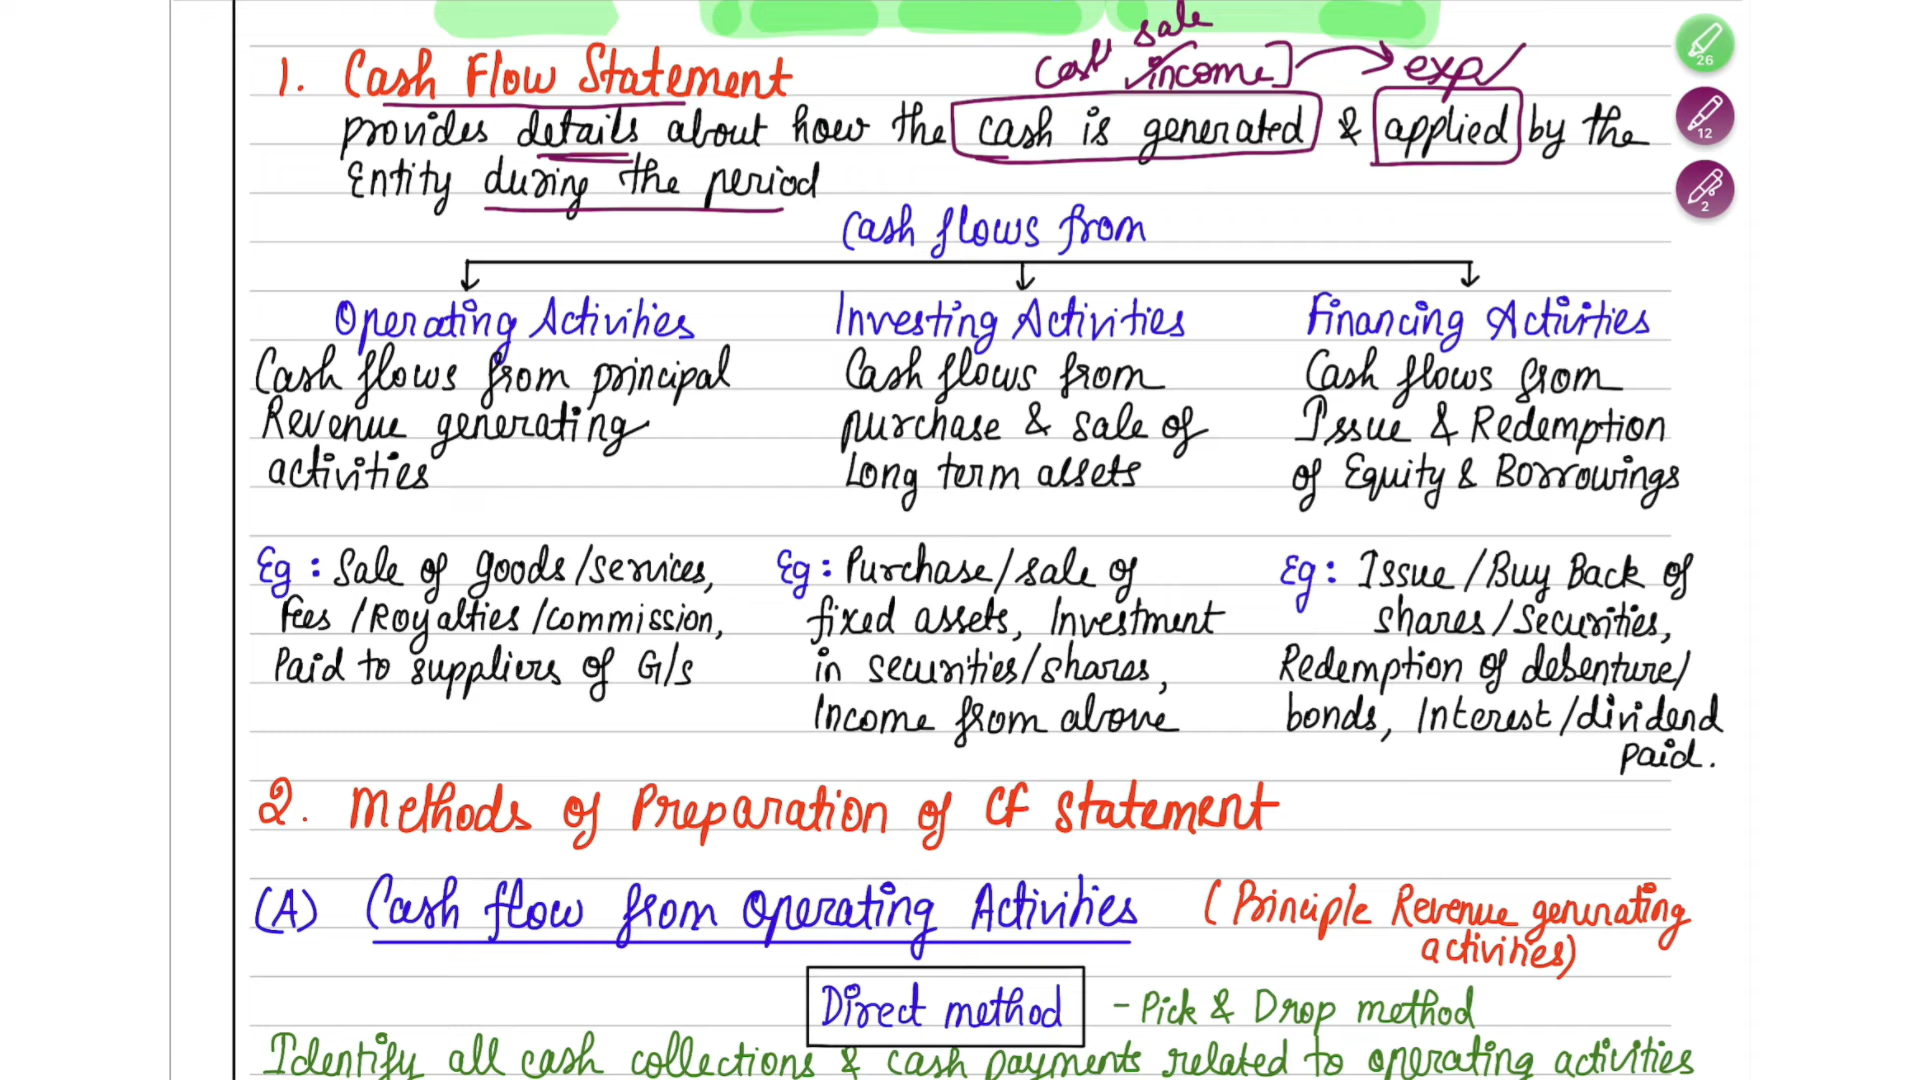 sale
cash income] → exp
1. Cash Flow Statement
provides details about how the cash is generated & applied by the
Entity during the period
Cash flows from
Operating Activities
Cash flows from principal
Revenue generating
activities
Eg : Sale of goods/services,
Fees /Royalties /commission,
Paid to suppliers of G/s
Investing Activities
Cash flows from
purchase & sale of
Long term assets
Eg : Purchase/sale of
fixed assets, Investment
in securities/shares,
Income from above
Financing Activities
Cash flows from
Issue & Redemption
of Equity & Borrowings
Eg : Issue /Buy Back of
shares/Securities,
Redemption of debenture/
bonds, Interest/dividend
paid.
2. Methods of Preparation of CF statement
(A) Cash flow from Operating Activities (Principle Revenue generating
activities)
Direct method - Pick & Drop method
Identify all cash collections & cash payments related to operating activities
26
12
2